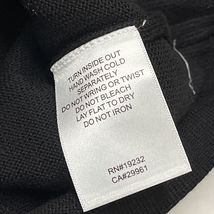 TURN INSIDE OUT
HAND WASH COLD
SEPARATELY
DO NOT WRING OR TWIST
DO NOT BLEACH
LAY FLAT TO DRY
DO NOT IRON
RN#19232
CA#29961